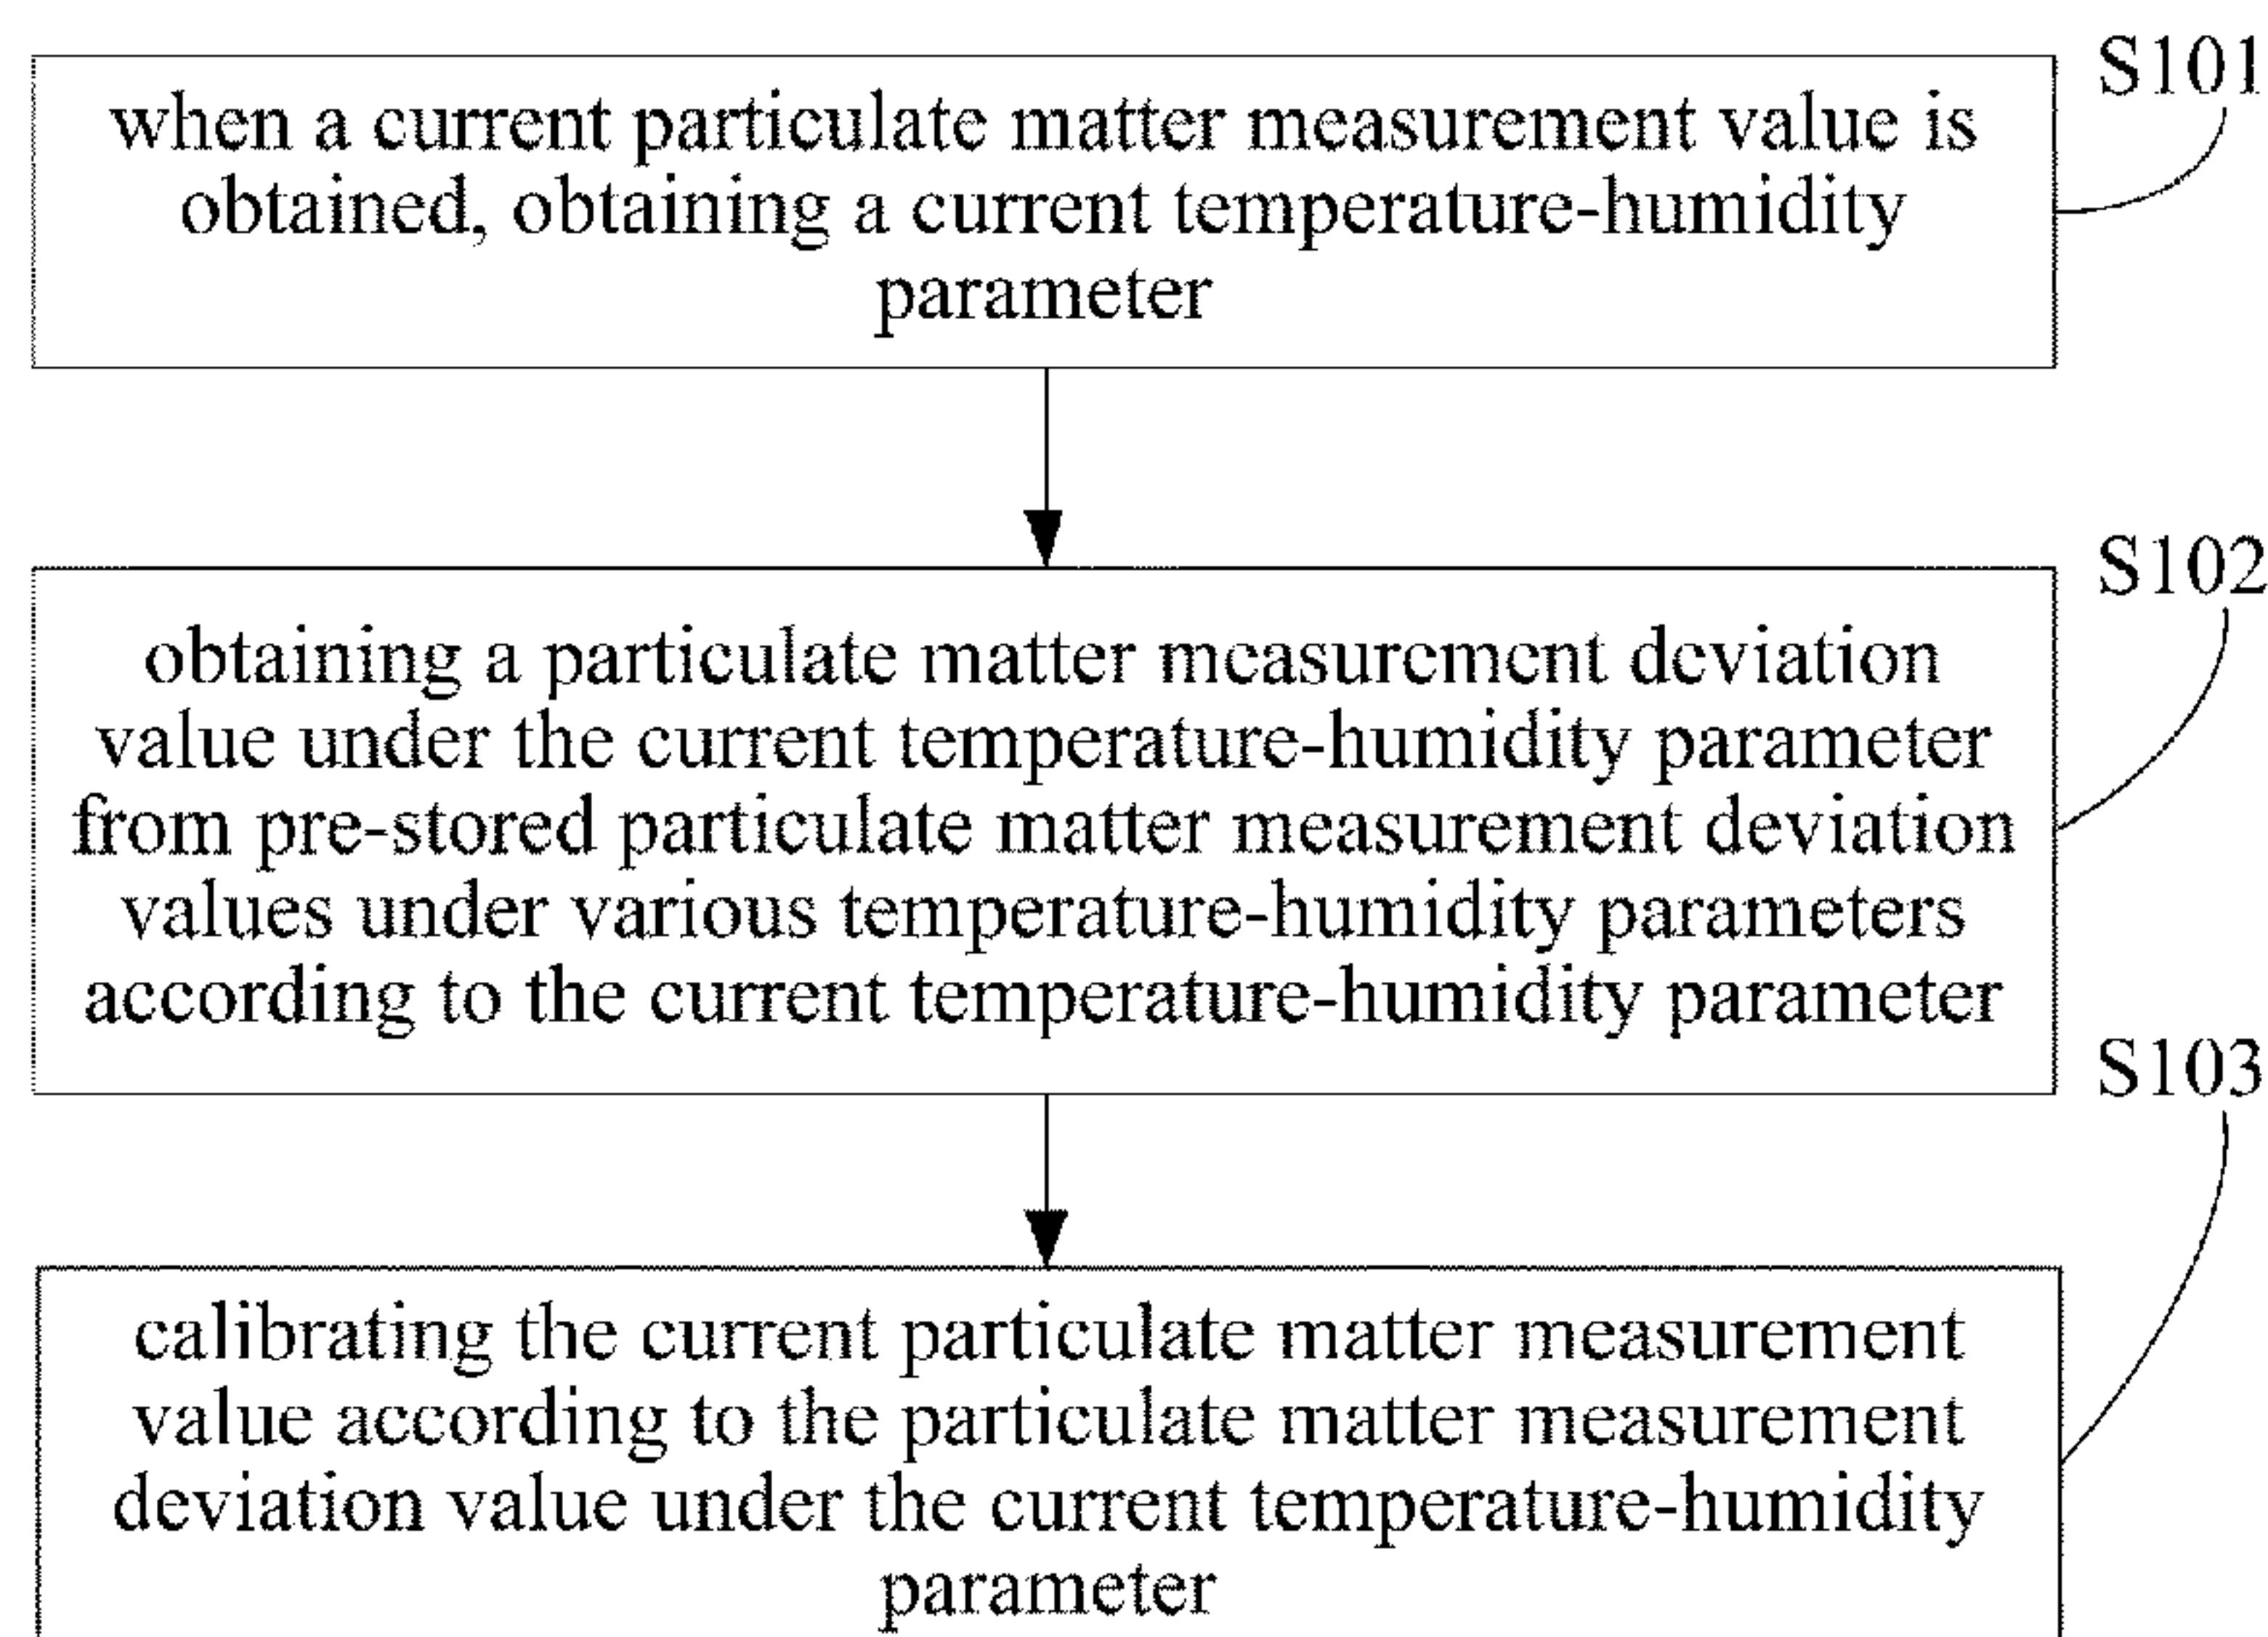 S101
when a current particulate matter measurement value is
obtained, obtaining a current temperature-humidity
parameter
S102
obtaining a particulate matter measurement deviation
value under the current temperature-humidity parameter
from pre-stored particulate matter measurement deviation
values under various temperature-humidity parameters
according to the current temperature-humidity parameter
S103
calibrating the current particulate matter measurement
value according to the particulate matter measurement
deviation value under the current temperature-humidity
parameter